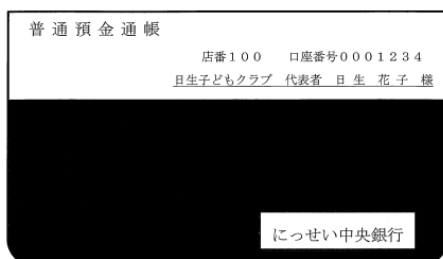 普通預金通帳
店番100 口座番号0001234
日生子どもクラブ 代表者 日生 花子 様
にっせい中央銀行